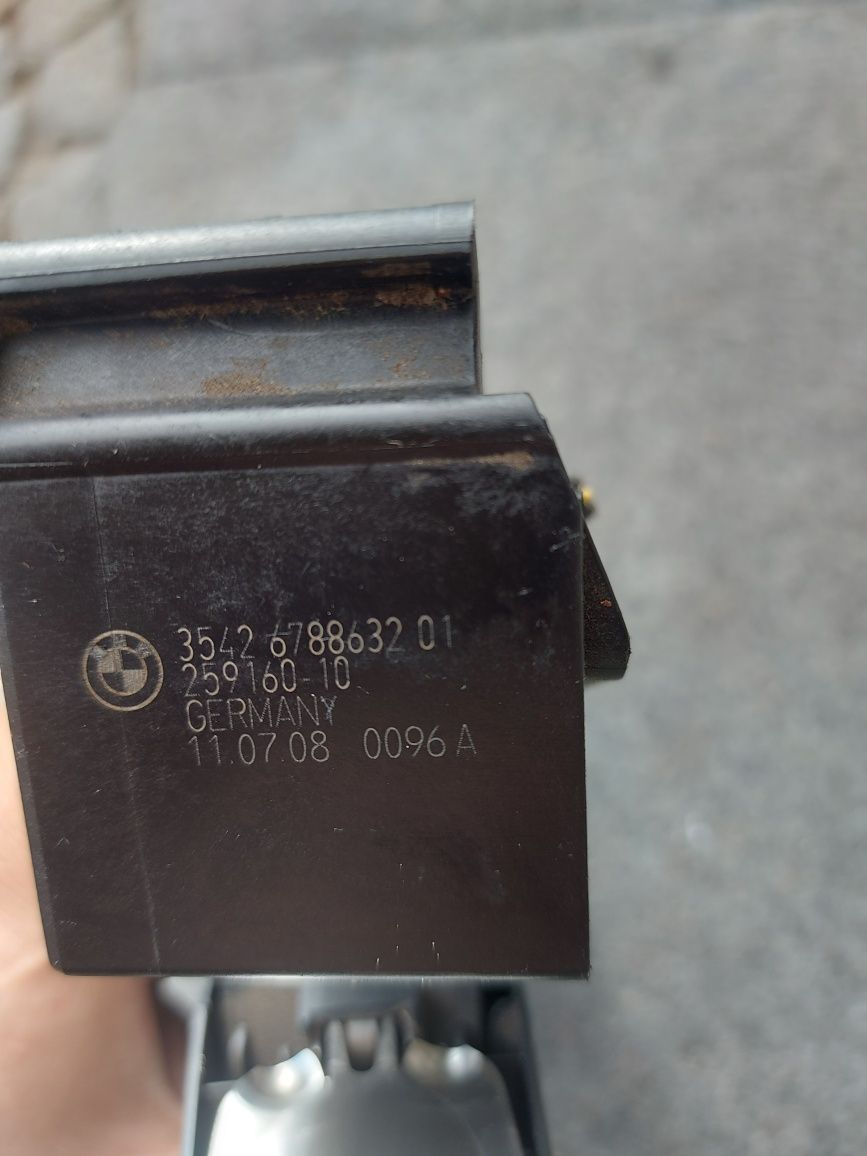 3542 6788632 01
259160-10
GERMANY
11.07.08 0096 A